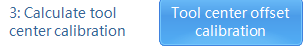 3: Calculate tool
center calibration
Tool center offset
calibration